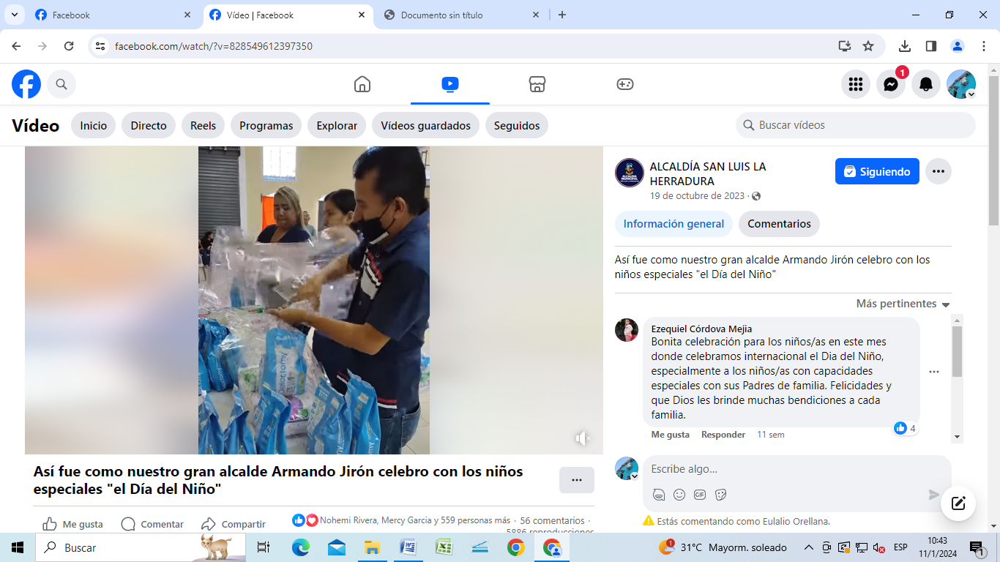 Facebook
Vídeo | Facebook
Documento sin título
facebook.com/watch/?v=828549612397350
1
Vídeo
Inicio
Directo
Reels
Programas
Explorar
Vídeos guardados
Seguidos
Buscar vídeos
ALCALDÍA SAN LUIS LA
HERRADURA
19 de octubre de 2023 ·
Siguiendo
Información general
Comentarios
Así fue como nuestro gran alcalde Armando Jirón celebro con los
niños especiales "el Día del Niño"
Más pertinentes
Ezequiel Córdova Mejia
Bonita celebración para los niños/as en este mes
donde celebramos internacional el Dia del Niño,
especialmente a los niños/as con capacidades
especiales con sus Padres de familia. Felicidades y
que Dios les brinde muchas bendiciones a cada
familia.
4
Me gusta
Responder
11 sem
Escribe algo...
GIF
Estás comentando como Eulalio Orellana.
Así fue como nuestro gran alcalde Armando Jirón celebro con los niños
especiales "el Día del Niño"
Me gusta
Comentar
Compartir
Nohemi Rivera, Mercy Garcia y 559 personas más · 56 comentarios ·
5886 reproducciones
Buscar
1
31°C Mayorm. soleado
ESP
10:43
11/1/2024
1